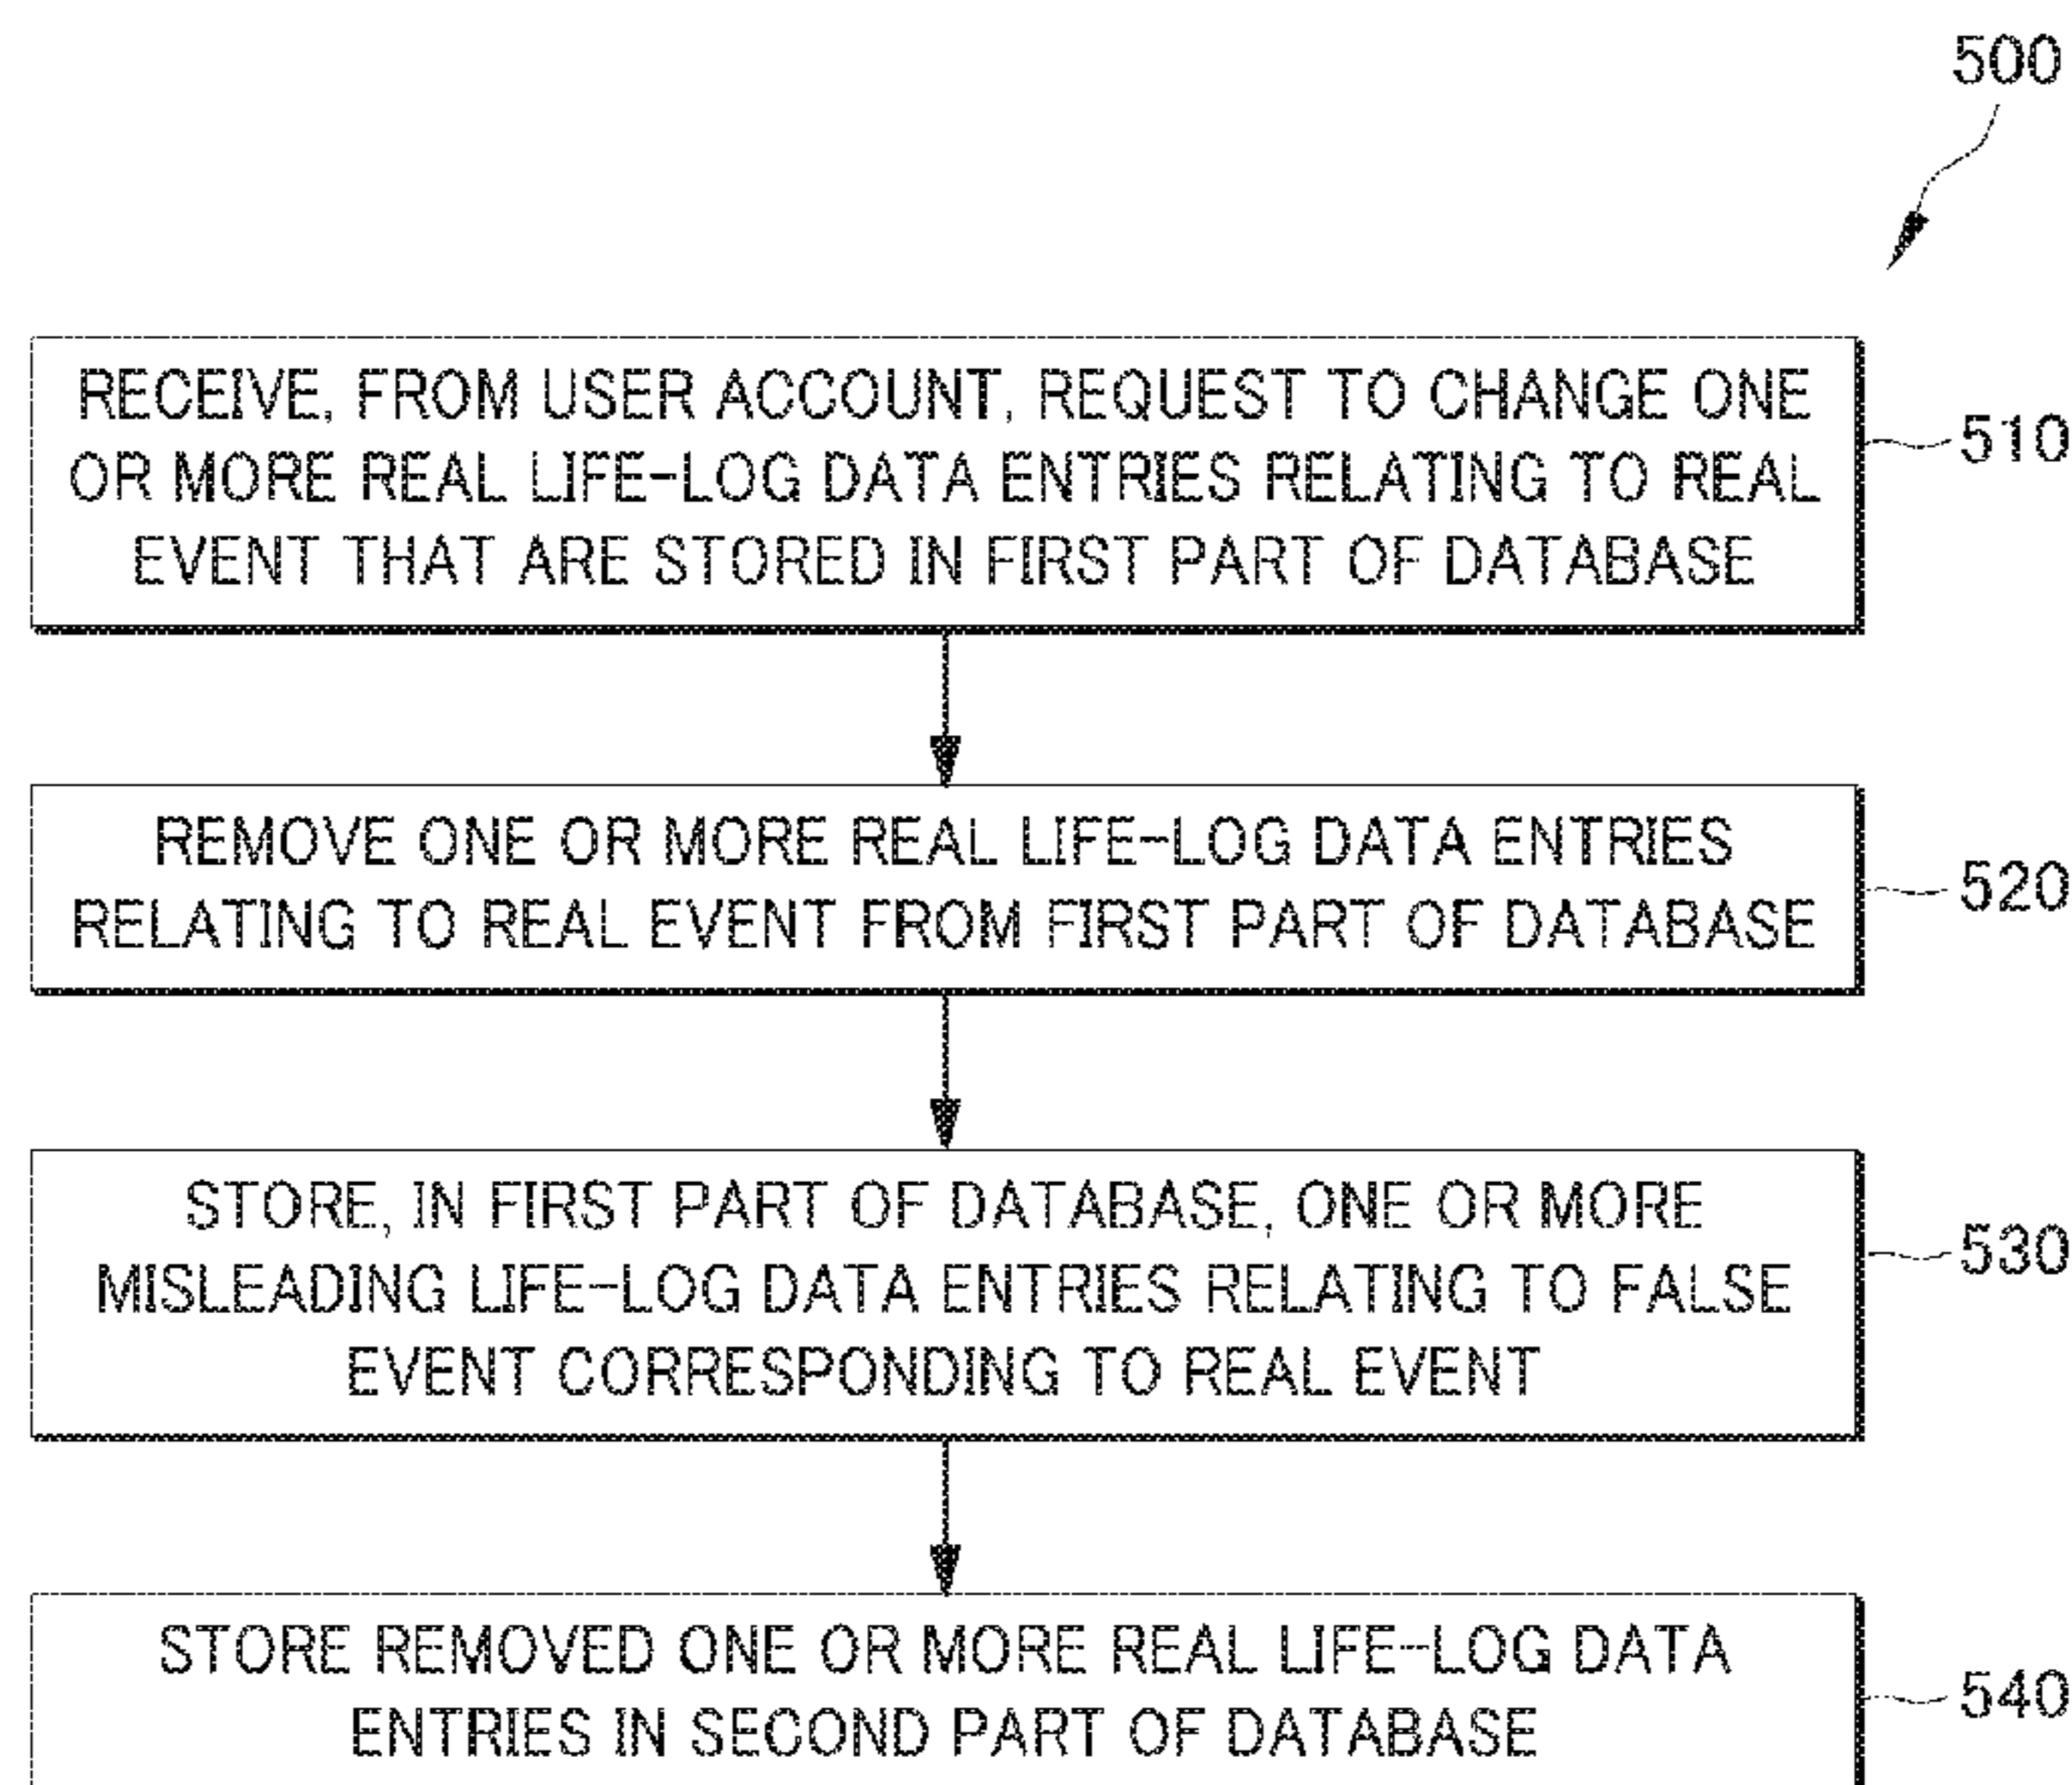 500
RECEIVE, FROM USER ACCOUNT, REQUEST TO CHANGE ONE
OR MORE REAL LIFE-LOG DATA ENTRIES RELATING TO REAL
EVENT THAT ARE STORED IN FIRST PART OF DATABASE
510
REMOVE ONE OR MORE REAL LIFE-LOG DATA ENTRIES
RELATING TO REAL EVENT FROM FIRST PART OF DATABASE
520
STORE, IN FIRST PART OF DATABASE, ONE OR MORE
MISLEADING LIFE-LOG DATA ENTRIES RELATING TO FALSE
EVENT CORRESPONDING TO REAL EVENT
530
STORE REMOVED ONE OR MORE REAL LIFE-LOG DATA
ENTRIES IN SECOND PART OF DATABASE
540